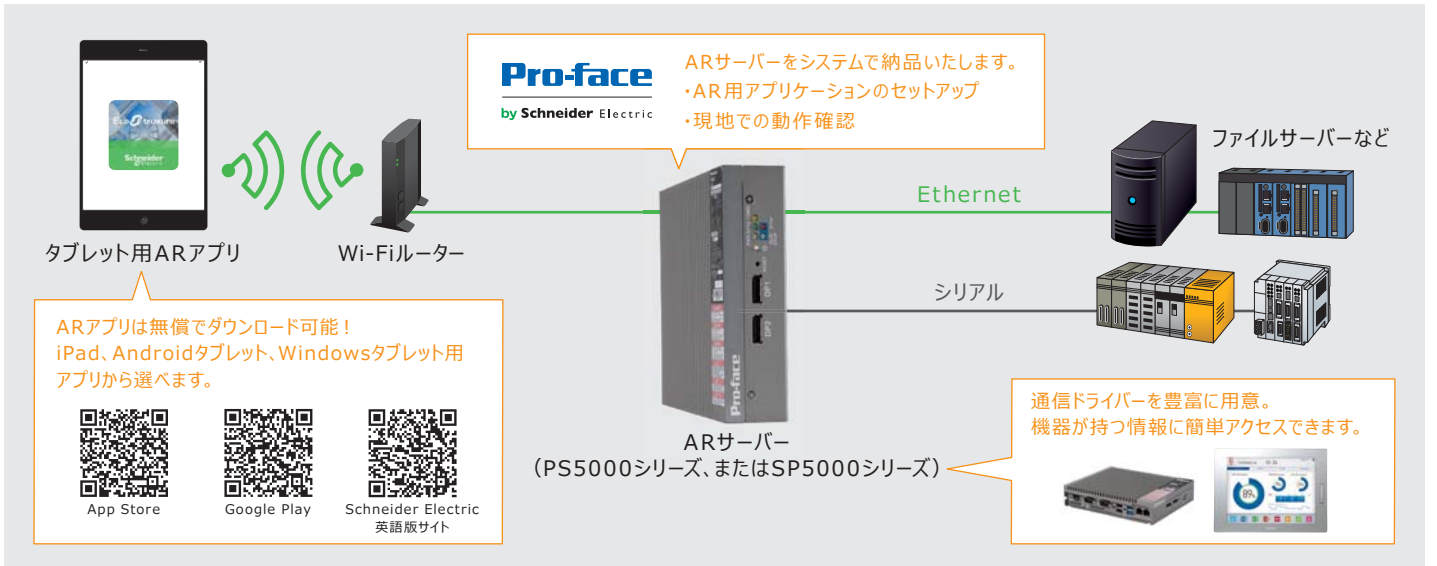 Schneider
Electric
Pro-face
by Schneider Electric
ARサーバーをシステムで納品いたします。
・AR用アプリケーションのセットアップ
・現地での動作確認
ファイルサーバーなど
Ethernet
タブレット用ARアプリ
Wi-Fiルーター
シリアル
DP1
DP2
Pro-face
ARアプリは無償でダウンロード可能！
iPad、Androidタブレット、Windowsタブレット用
アプリから選べます。
App Store
Google Play
Schneider Electric
英語版サイト
ARサーバー
（PS5000シリーズ、またはSP5000シリーズ）
通信ドライバーを豊富に用意。
機器が持つ情報に簡単アクセスできます。
89%